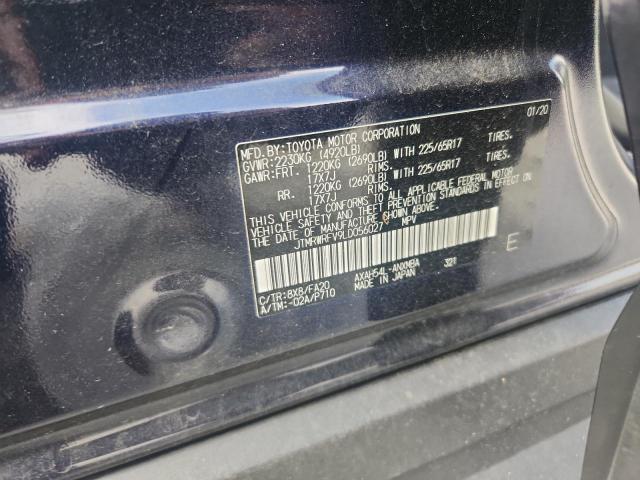 MFD.BY:TOYOTA MOTOR CORPORATION 01/20
GVWR:2230KG (4920LB)
GAWR:FRT. 1220KG (2690LB) WITH 225/65R17 TIRES.
17X7J RIMS.
RR. 1220KG (2690LB) WITH 225/65R17 TIRES.
17X7J RIMS.
THIS VEHICLE CONFORMS TO ALL APPLICABLE FEDERAL MOTOR
VEHICLE SAFETY AND THEFT PREVENTION STANDARDS IN EFFECT ON
THE DATE OF MANUFACTURE SHOWN ABOVE.
JTMRWRFV9LD056027 MPV
E
C/TR:8X8/FA20 AXAH54L-ANXMBA 321
A/TM:-02A/P710 MADE IN JAPAN